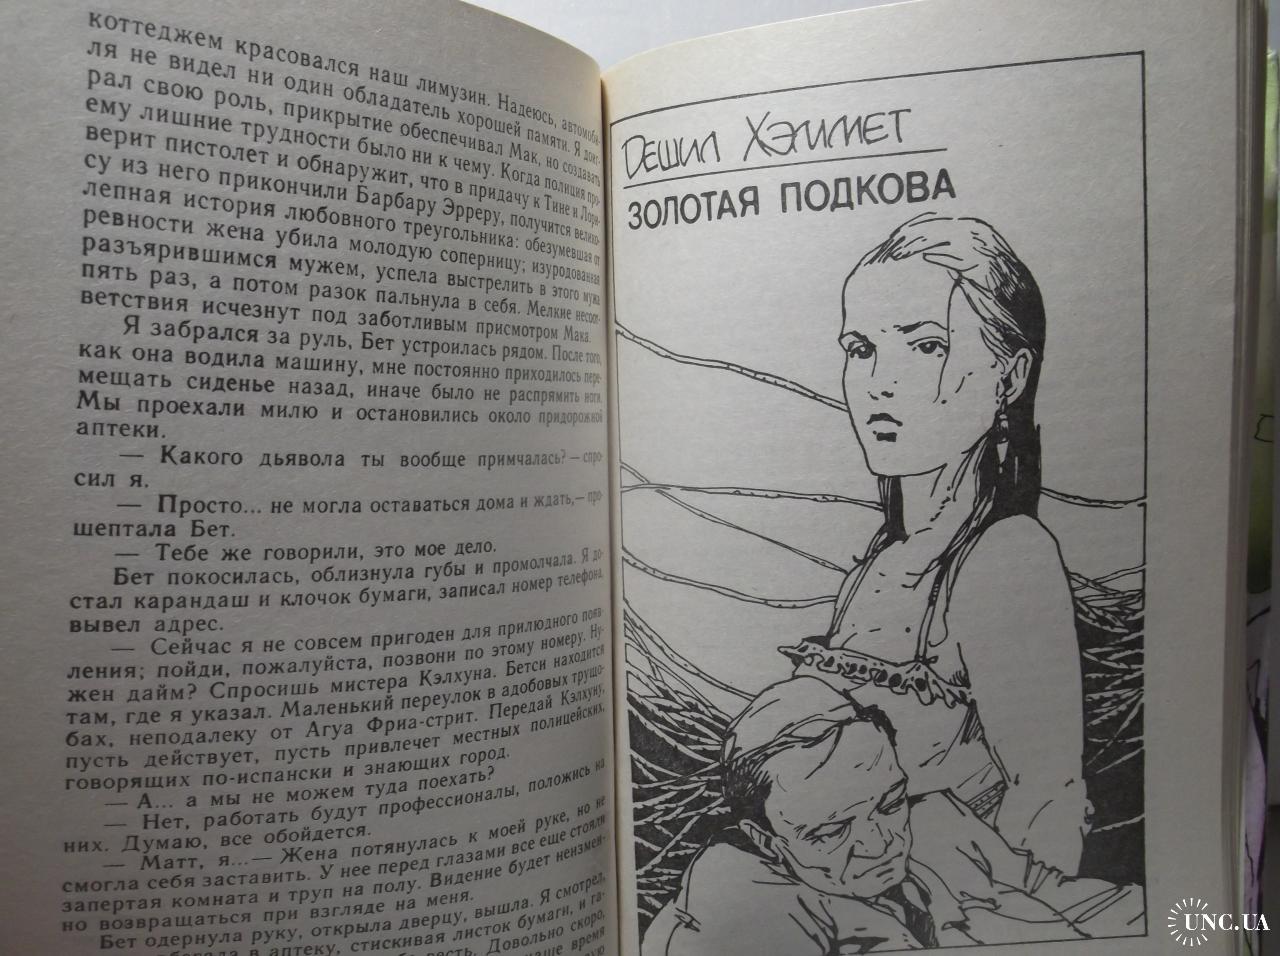 коттеджем красовался наш лимузин. Надеюсь, автомоби-
ля не видел ни один обладатель хорошей памяти. Я доиг-
рал свою роль, прикрытие обеспечивал Мак, но создавать
ему лишние трудности было ни к чему. Когда полиция про-
верит пистолет и обнаружит, что в придачу к Тине и Лори-
су из него прикончили Барбару Эрреру, получится велико-
лепная история любовного треугольника: обезумевшая от
ревности жена убила молодую соперницу; изуродованная
разъярившимся мужем, успела выстрелить в этого мужа
пять раз, а потом разок пальнула в себя. Мелкие несоот-
ветствия исчезнут под заботливым присмотром Мака.
Я забрался за руль, Бет устроилась рядом. После того,
как она водила машину, мне постоянно приходилось пере-
мещать сиденье назад, иначе было не распрямить ноги.
Мы проехали милю и остановились около придорожной
аптеки.
— Какого дьявола ты вообще примчалась? — спро-
сил я.
— Просто... не могла оставаться дома и ждать,— про-
шептала Бет.
— Тебе же говорили, это мое дело.
Бет покосилась, облизнула губы и промолчала. Я до-
стал карандаш и клочок бумаги, записал номер телефона,
вывел адрес.
— Сейчас я не совсем пригоден для прилюдного появ-
ления; пойди, пожалуйста, позвони по этому номеру. Ну-
жен дайм? Спросишь мистера Кэлхуна. Бетси находится
там, где я указал. Маленький переулок в адобовых трущо-
бах, неподалеку от Агуа Фриа-стрит. Передай Кэлхуну,
пусть действует, пусть привлечет местных полицейских,
говорящих по-испански и знающих город.
— А... а мы не можем туда поехать?
— Нет, работать будут профессионалы, положись на
них. Думаю, все обойдется.
— Матт, я...— Жена потянулась к моей руке, но не
смогла себя заставить. У нее перед глазами все еще стояли
запертая комната и труп на полу. Видение будет неизмен-
но возвращаться при взгляде на меня.
Бет одернула руку, открыла дверцу, вышла. Я смотрел,
в аптеку, стискивая листок бумаги, и га-
весть. Довольно скоро,
время
ДЕШИЛ ХЭММЕТ
ЗОЛОТАЯ ПОДКОВА
UNC.UA